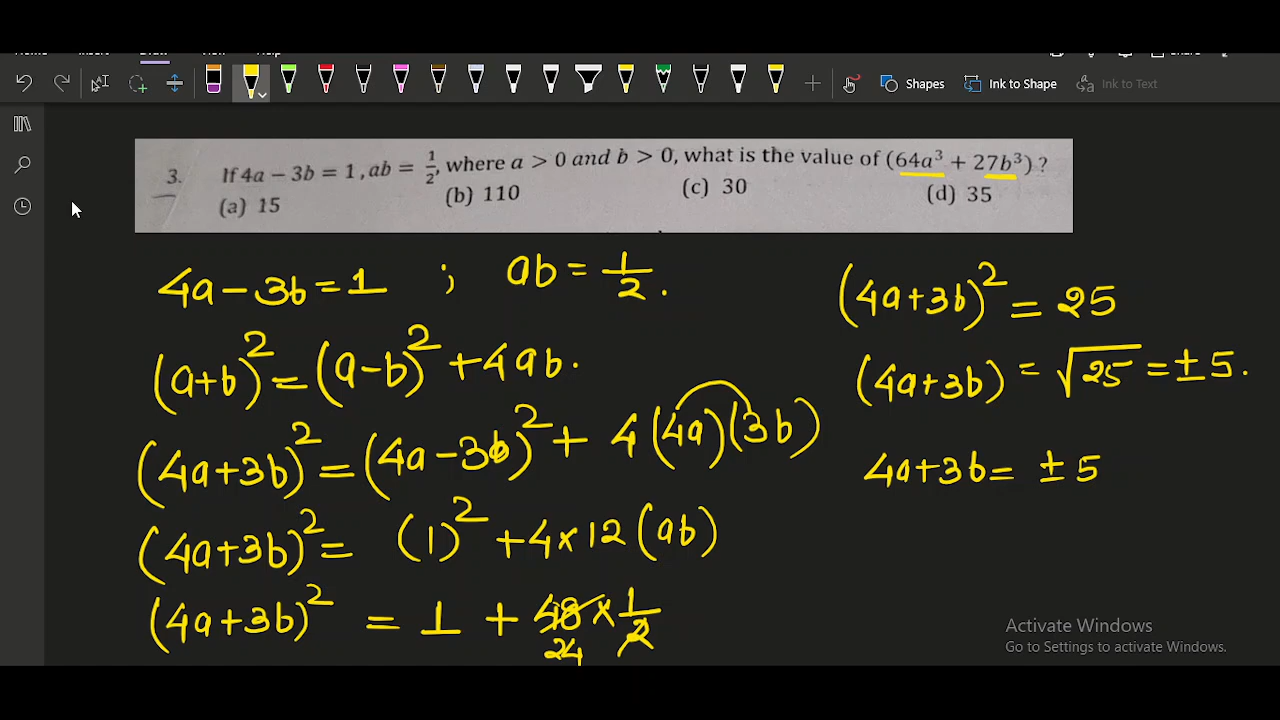 Shapes Ink to Shape Ink to Text
3. If 4a − 3b = 1, ab = 1/2, where a > 0 and b > 0, what is the value of (64a³ + 27b³) ?
(a) 15 (b) 110 (c) 30 (d) 35
4a − 3b = 1 ; ab = 1/2.
(a+b)² = (a−b)² + 4ab.
(4a+3b)² = (4a−3b)² + 4(4a)(3b)
(4a+3b)² = (1)² + 4×12(ab)
(4a+3b)² = 1 + 48×1/2
24
(4a+3b)² = 25
(4a+3b) = √25 = ±5.
4a+3b = ±5
Activate Windows
Go to Settings to activate Windows.